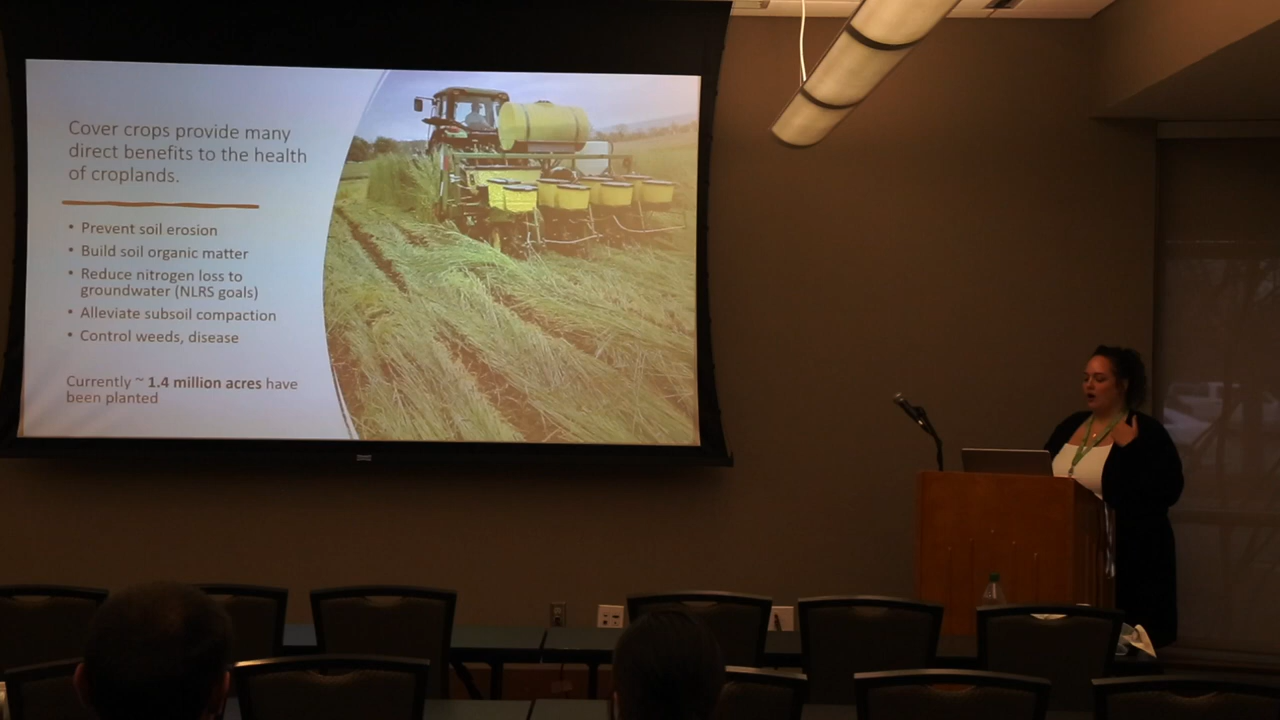 Cover crops provide many
direct benefits to the health
of croplands.
• Prevent soil erosion
• Build soil organic matter
• Reduce nitrogen loss to
groundwater (NLRS goals)
• Alleviate subsoil compaction
• Control weeds, disease
Currently ~ 1.4 million acres have
been planted